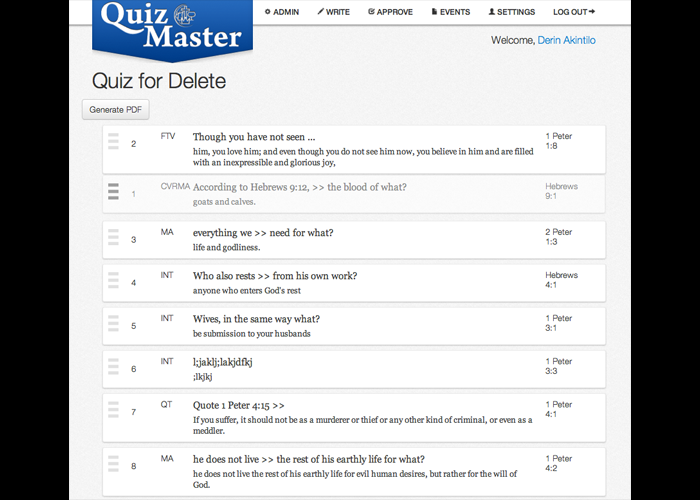 Quiz Master
ADMIN WRITE APPROVE EVENTS SETTINGS LOG OUT
Welcome, Derin Akintilo
Quiz for Delete
Generate PDF
2 FTV Though you have not seen ... 1 Peter
him, you love him; and even though you do not see him now, you believe in him and are filled 1:8
with an inexpressible and glorious joy,
1 CVRMA According to Hebrews 9:12, >> the blood of what? Hebrews
goats and calves. 9:1
3 MA everything we >> need for what? 2 Peter
life and godliness. 1:3
4 INT Who also rests >> from his own work? Hebrews
anyone who enters God's rest 4:1
5 INT Wives, in the same way what? 1 Peter
be submission to your husbands 3:1
6 INT l;jaklj;lakjdfkj 1 Peter
;lkjkj 3:3
7 QT Quote 1 Peter 4:15 >> 1 Peter
If you suffer, it should not be as a murderer or thief or any other kind of criminal, or even as a 4:1
meddler.
8 MA he does not live >> the rest of his earthly life for what? 1 Peter
he does not live the rest of his earthly life for evil human desires, but rather for the will of 4:2
God.